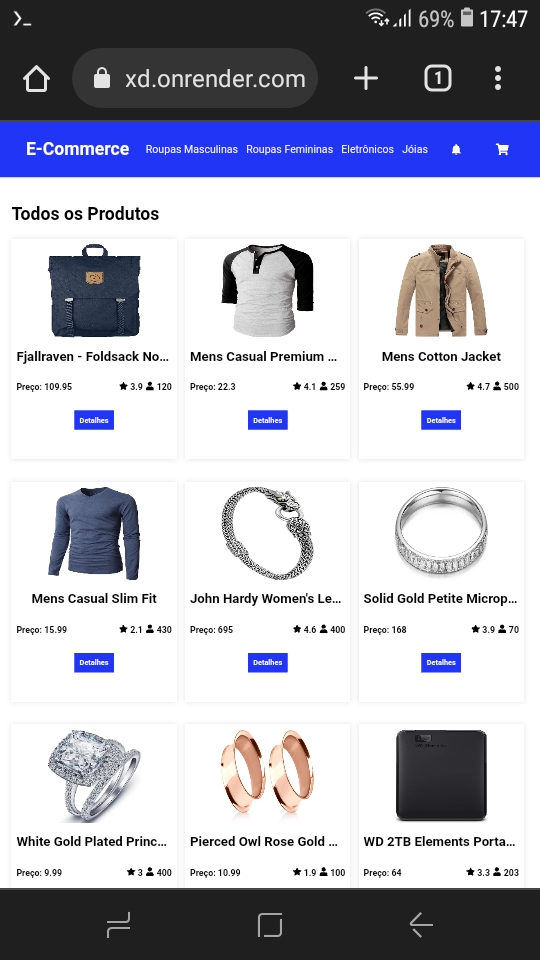 69% 17:47
xd.onrender.com 1
E-Commerce Roupas Masculinas Roupas Femininas Eletrônicos Jóias
Todos os Produtos
Fjallraven - Foldsack No... Mens Casual Premium ... Mens Cotton Jacket
Preço: 109.95 3.9 120 Preço: 22.3 4.1 259 Preço: 55.99 4.7 500
Detalhes Detalhes Detalhes
Mens Casual Slim Fit John Hardy Women's Le... Solid Gold Petite Microp...
Preço: 15.99 2.1 430 Preço: 695 4.6 400 Preço: 168 3.9 70
Detalhes Detalhes Detalhes
White Gold Plated Princ... Pierced Owl Rose Gold ... WD 2TB Elements Porta...
Preço: 9.99 3 400 Preço: 10.99 1.9 100 Preço: 64 3.3 203